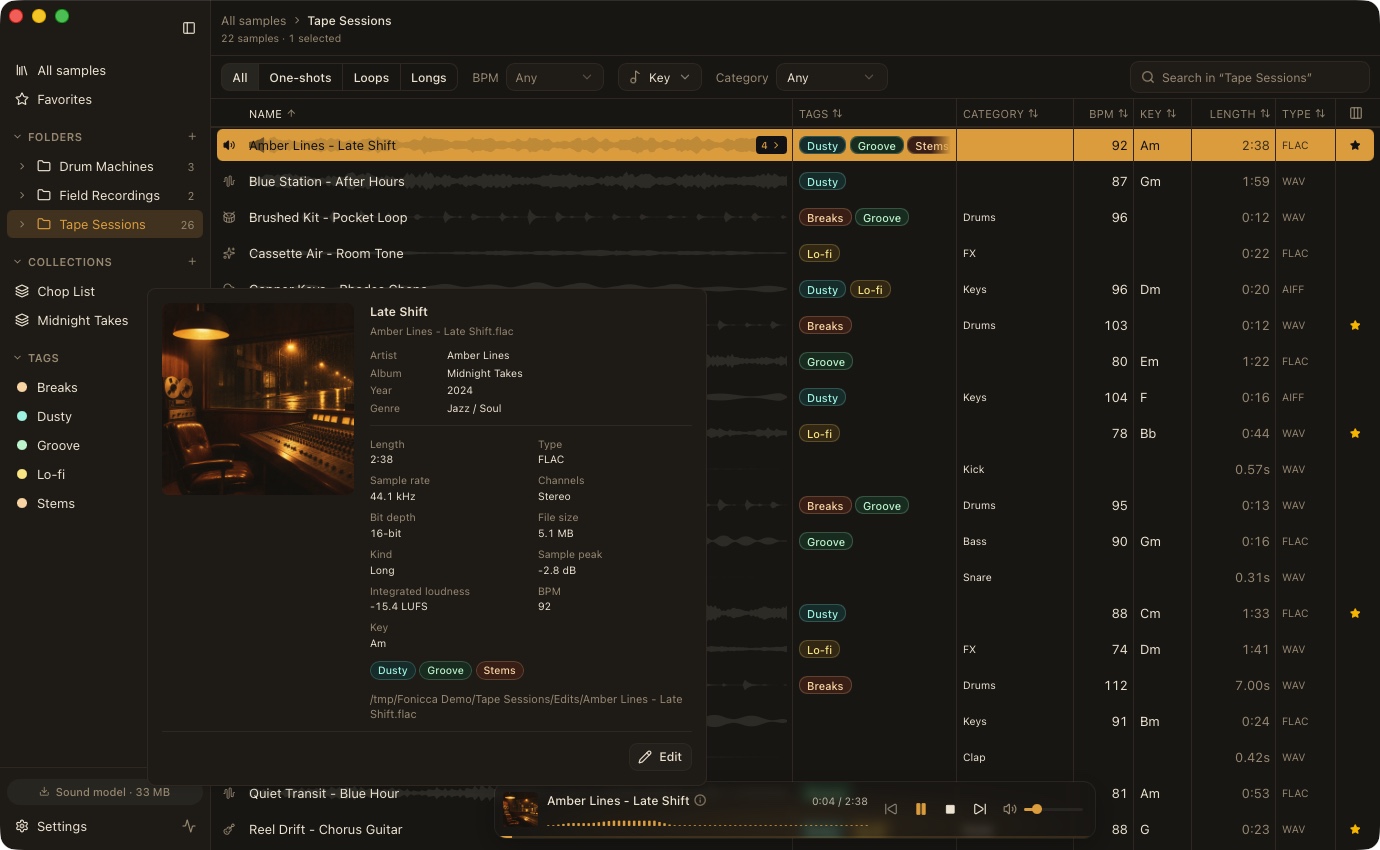 All samples > Tape Sessions
22 samples · 1 selected
All samples
Favorites
FOLDERS +
Drum Machines 3
Field Recordings 2
Tape Sessions 26
COLLECTIONS +
Chop List
Midnight Takes
TAGS
Breaks
Dusty
Groove
Lo-fi
Stems
Sound model · 33 MB
Settings
All One-shots Loops Longs BPM Any Key Category Any Search in “Tape Sessions”
NAME TAGS CATEGORY BPM KEY LENGTH TYPE
Amber Lines - Late Shift 4 > Dusty Groove Stems 92 Am 2:38 FLAC
Blue Station - After Hours Dusty 87 Gm 1:59 WAV
Brushed Kit - Pocket Loop Breaks Groove Drums 96 0:12 WAV
Cassette Air - Room Tone Lo-fi FX 0:22 FLAC
Dusty Lo-fi Keys 96 Dm 0:20 AIFF
Breaks Drums 103 0:12 WAV
Groove 80 Em 1:22 FLAC
Dusty Keys 104 F 0:16 AIFF
Lo-fi 78 Bb 0:44 WAV
Kick 0.57s WAV
Breaks Groove Drums 95 0:13 WAV
Groove Bass 90 Gm 0:16 FLAC
Snare 0.31s WAV
Dusty 88 Cm 1:33 FLAC
Lo-fi FX 74 Dm 1:41 WAV
Breaks Drums 112 7.00s WAV
Keys 91 Bm 0:24 FLAC
Clap 0.42s WAV
Quiet Transit - Blue Hour 81 Am 0:53 FLAC
Reel Drift - Chorus Guitar 88 G 0:23 WAV
Late Shift
Amber Lines - Late Shift.flac
Artist Amber Lines
Album Midnight Takes
Year 2024
Genre Jazz / Soul
Length Type
2:38 FLAC
Sample rate Channels
44.1 kHz Stereo
Bit depth File size
16-bit 5.1 MB
Kind Sample peak
Long -2.8 dB
Integrated loudness BPM
-15.4 LUFS 92
Key
Am
Dusty Groove Stems
/tmp/Fonicca Demo/Tape Sessions/Edits/Amber Lines - Late
Shift.flac
Edit
Amber Lines - Late Shift 0:04 / 2:38